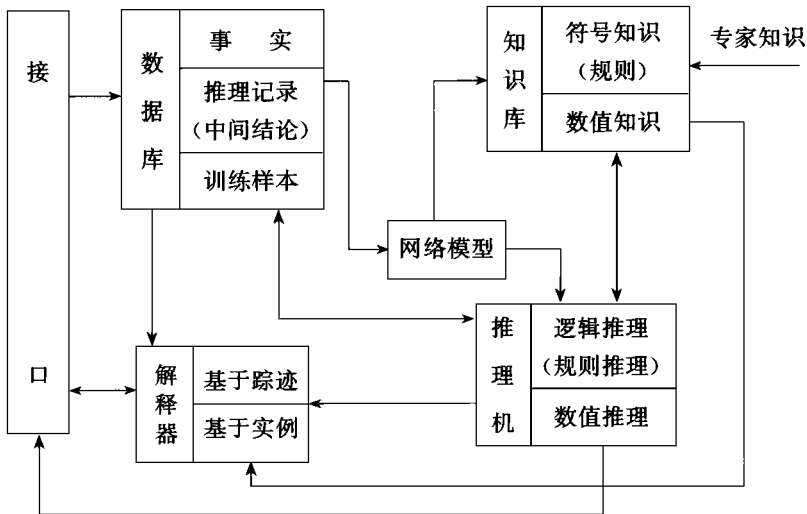 接口
数据库
事 实
推理记录
（中间结论）
训练样本
知识库
符号知识
（规则）
数值知识
专家知识
网络模型
推理机
逻辑推理
（规则推理）
数值推理
解释器
基于踪迹
基于实例